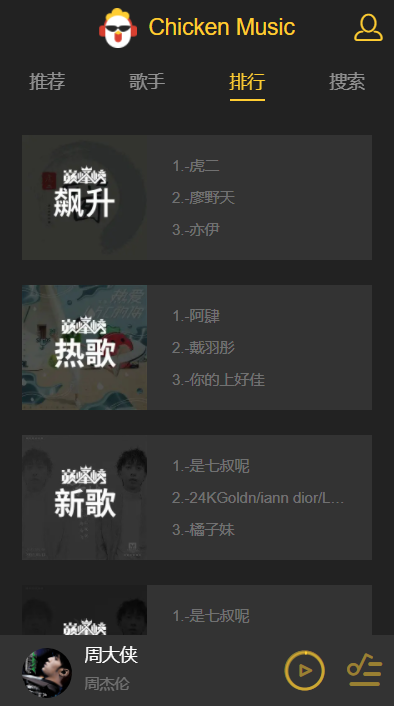 Chicken Music
推荐 歌手 排行 搜索
巅峰榜
飙升
1.-虎二
2.-廖野天
3.-亦伊
巅峰榜
热歌
1.-阿肆
2.-戴羽彤
3.-你的上好佳
巅峰榜
新歌
1.-是七叔呢
2.-24KGoldn/iann dior/L...
3.-橘子妹
1.-是七叔呢
周大侠
周杰伦